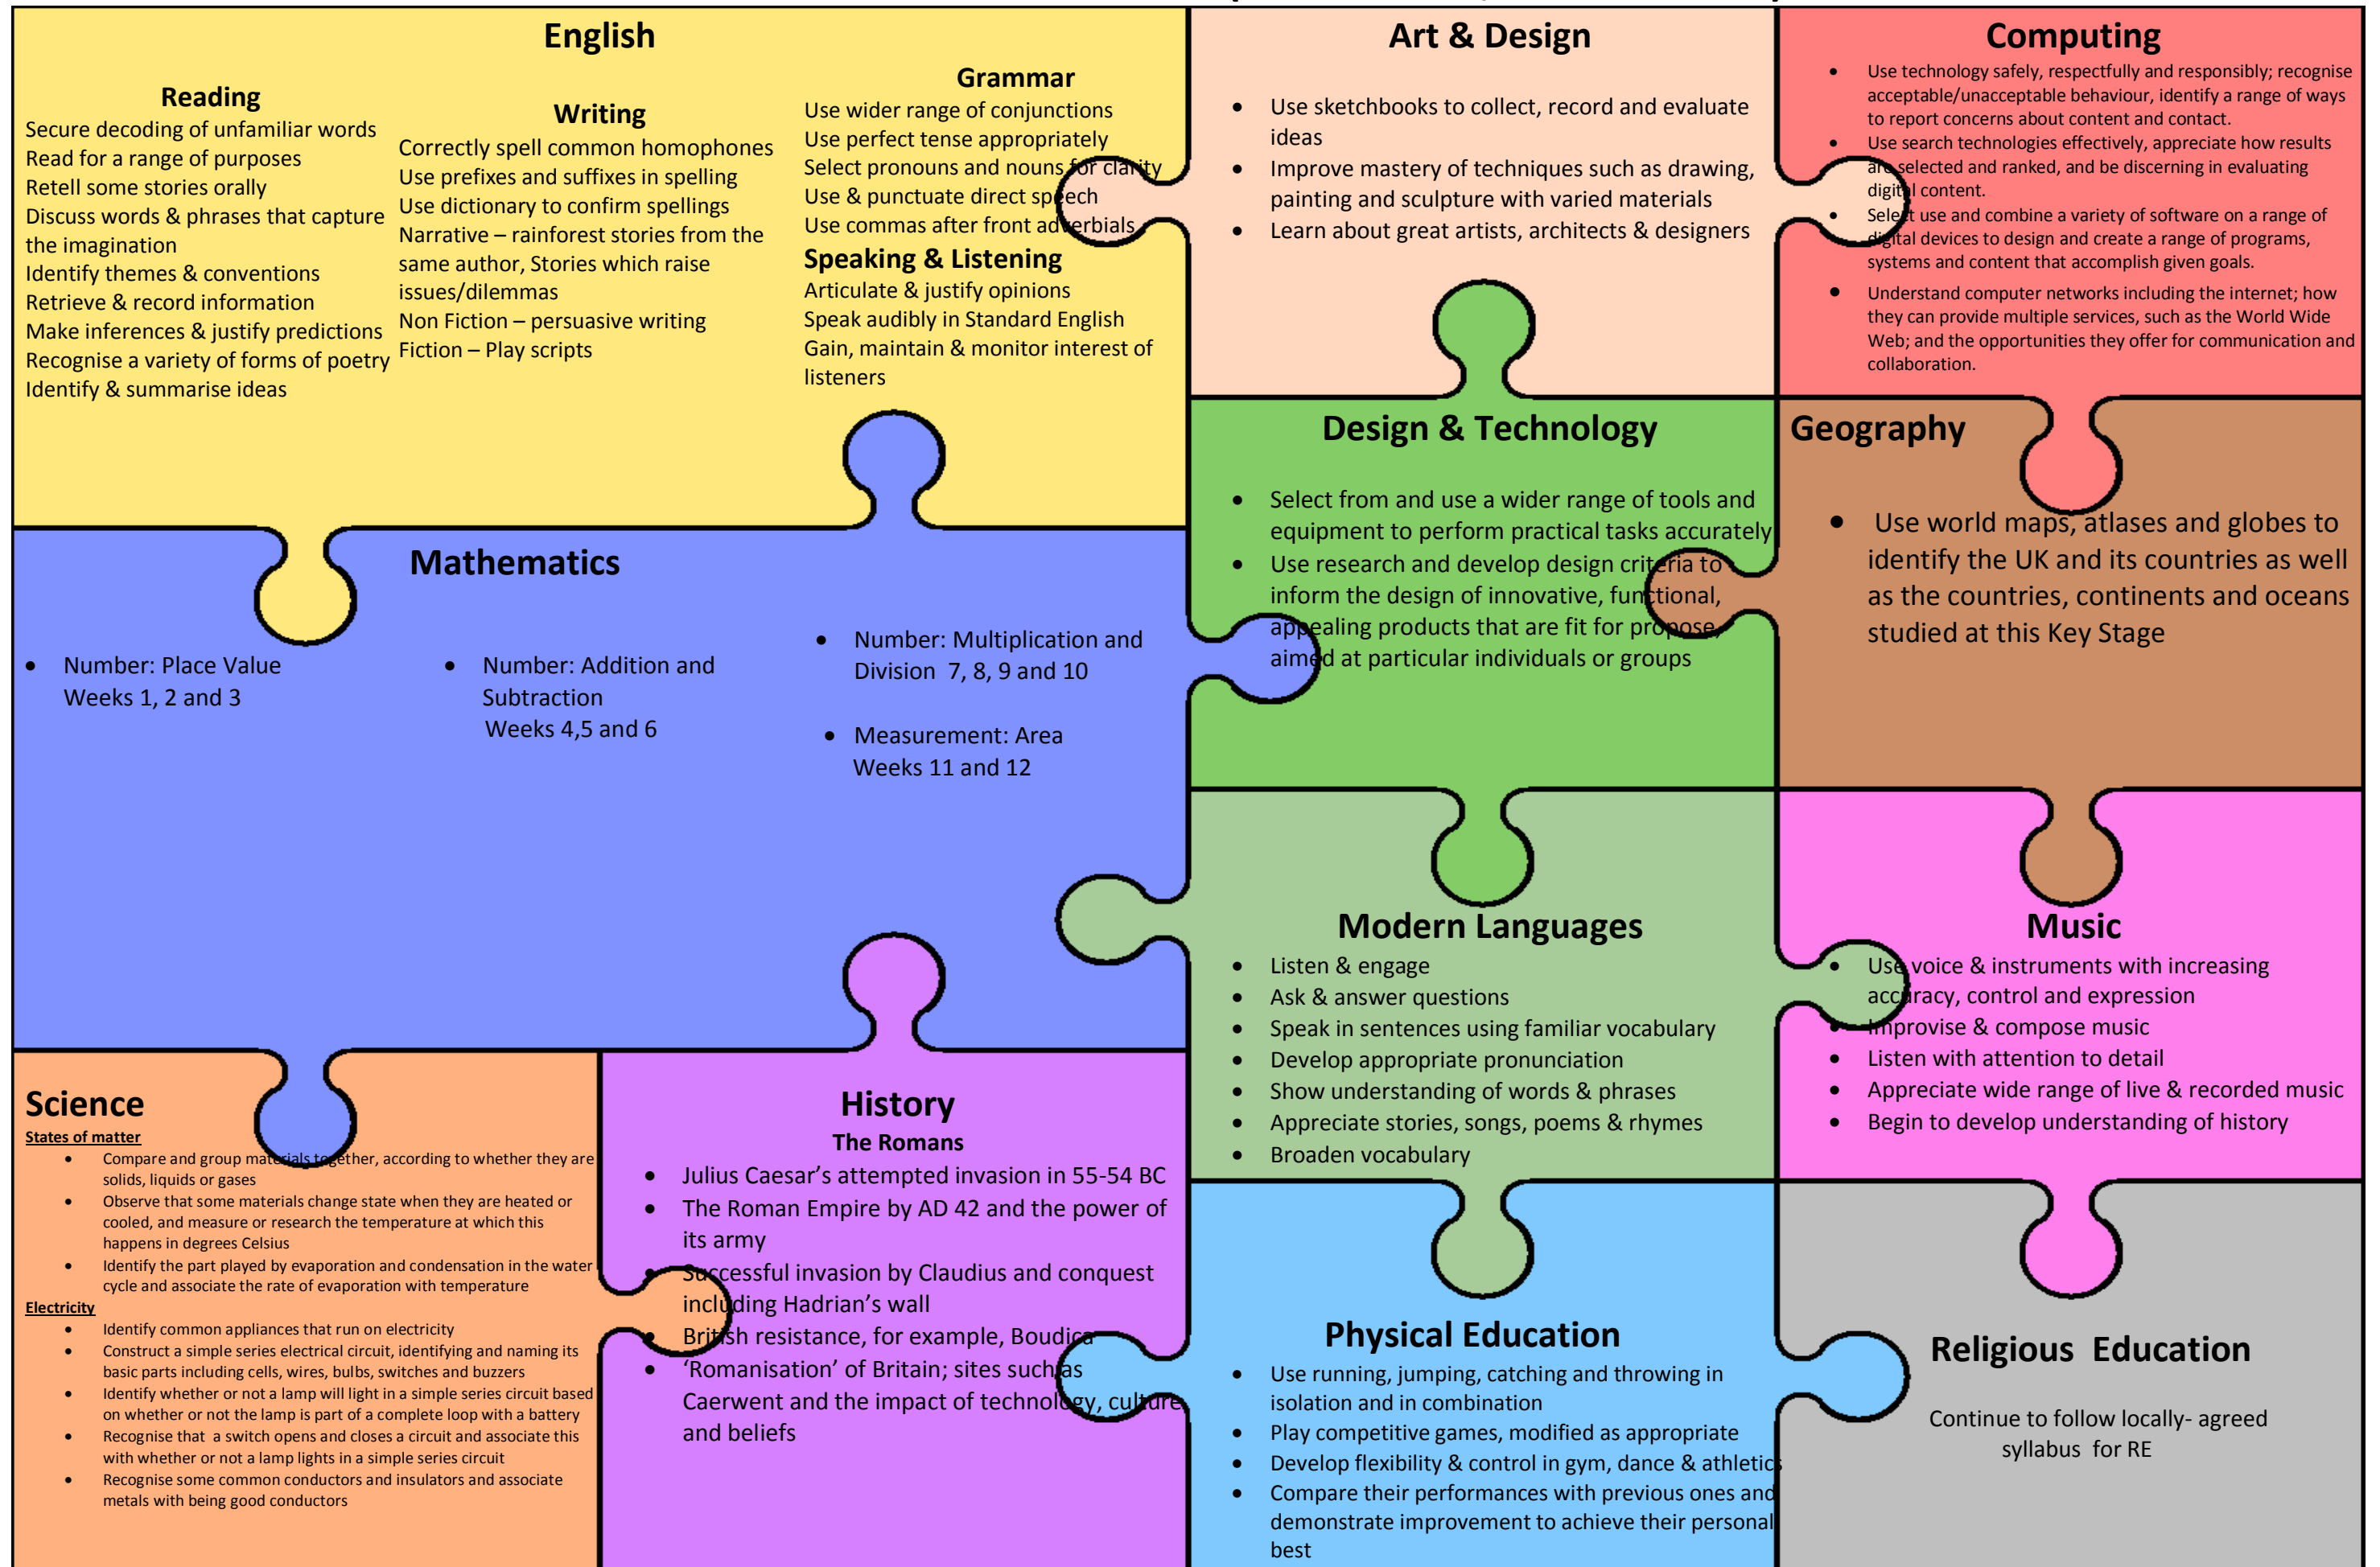 English
Reading
Secure decoding of unfamiliar words
Read for a range of purposes
Retell some stories orally
Discuss words & phrases that capture
the imagination
Identify themes & conventions
Retrieve & record information
Make inferences & justify predictions
Recognise a variety of forms of poetry
Identify & summarise ideas
Writing
Correctly spell common homophones
Use prefixes and suffixes in spelling
Use dictionary to confirm spellings
Narrative – rainforest stories from the
same author, Stories which raise
issues/dilemmas
Non Fiction – persuasive writing
Fiction – Play scripts
Grammar
Use wider range of conjunctions
Use perfect tense appropriately
Select pronouns and nouns for clarity
Use & punctuate direct speech
Use commas after front adverbials
Speaking & Listening
Articulate & justify opinions
Speak audibly in Standard English
Gain, maintain & monitor interest of
listeners
Art & Design
• Use sketchbooks to collect, record and evaluate
ideas
• Improve mastery of techniques such as drawing,
painting and sculpture with varied materials
• Learn about great artists, architects & designers
Computing
• Use technology safely, respectfully and responsibly; recognise
acceptable/unacceptable behaviour, identify a range of ways
to report concerns about content and contact.
• Use search technologies effectively, appreciate how results
are selected and ranked, and be discerning in evaluating
digital content.
• Select use and combine a variety of software on a range of
digital devices to design and create a range of programs,
systems and content that accomplish given goals.
• Understand computer networks including the internet; how
they can provide multiple services, such as the World Wide
Web; and the opportunities they offer for communication and
collaboration.
Design & Technology
• Select from and use a wider range of tools and
equipment to perform practical tasks accurately
• Use research and develop design criteria to
inform the design of innovative, functional,
appealing products that are fit for propose,
aimed at particular individuals or groups
Geography
• Use world maps, atlases and globes to
identify the UK and its countries as well
as the countries, continents and oceans
studied at this Key Stage
Mathematics
• Number: Place Value
Weeks 1, 2 and 3
• Number: Addition and
Subtraction
Weeks 4,5 and 6
• Number: Multiplication and
Division 7, 8, 9 and 10
• Measurement: Area
Weeks 11 and 12
Modern Languages
• Listen & engage
• Ask & answer questions
• Speak in sentences using familiar vocabulary
• Develop appropriate pronunciation
• Show understanding of words & phrases
• Appreciate stories, songs, poems & rhymes
• Broaden vocabulary
Music
• Use voice & instruments with increasing
accuracy, control and expression
• Improvise & compose music
• Listen with attention to detail
• Appreciate wide range of live & recorded music
• Begin to develop understanding of history
Science
States of matter
• Compare and group materials together, according to whether they are
solids, liquids or gases
• Observe that some materials change state when they are heated or
cooled, and measure or research the temperature at which this
happens in degrees Celsius
• Identify the part played by evaporation and condensation in the water
cycle and associate the rate of evaporation with temperature
Electricity
• Identify common appliances that run on electricity
• Construct a simple series electrical circuit, identifying and naming its
basic parts including cells, wires, bulbs, switches and buzzers
• Identify whether or not a lamp will light in a simple series circuit based
on whether or not the lamp is part of a complete loop with a battery
• Recognise that a switch opens and closes a circuit and associate this
with whether or not a lamp lights in a simple series circuit
• Recognise some common conductors and insulators and associate
metals with being good conductors
History
The Romans
• Julius Caesar’s attempted invasion in 55-54 BC
• The Roman Empire by AD 42 and the power of
its army
• Successful invasion by Claudius and conquest
including Hadrian’s wall
• British resistance, for example, Boudica
• ‘Romanisation’ of Britain; sites such as
Caerwent and the impact of technology, culture
and beliefs
Physical Education
• Use running, jumping, catching and throwing in
isolation and in combination
• Play competitive games, modified as appropriate
• Develop flexibility & control in gym, dance & athletics
• Compare their performances with previous ones and
demonstrate improvement to achieve their personal
best
Religious Education
Continue to follow locally- agreed
syllabus for RE